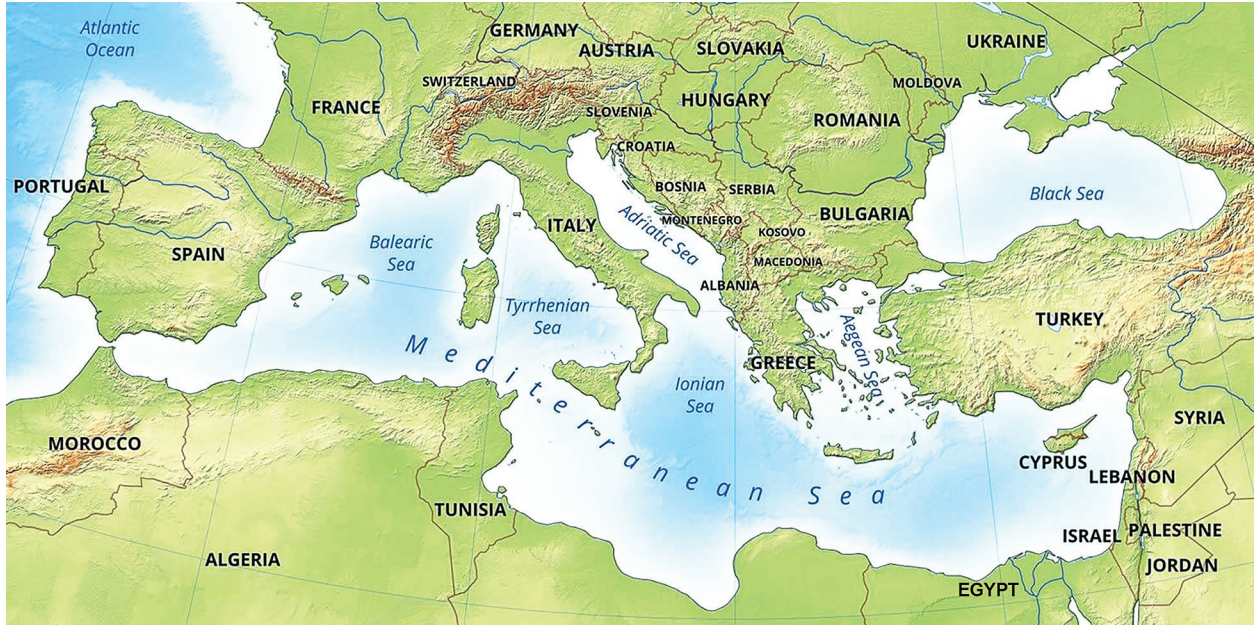 Atlantic
Ocean
GERMANY
AUSTRIA
SLOVAKIA
UKRAINE
SWITZERLAND
MOLDOVA
FRANCE
HUNGARY
SLOVENIA
ROMANIA
CROATIA
PORTUGAL
BOSNIA
SERBIA
Black Sea
SPAIN
ITALY
Adriatic Sea
MONTENEGRO
BULGARIA
KOSOVO
Balearic
Sea
MACEDONIA
ALBANIA
Tyrrhenian
Sea
Aegean Sea
TURKEY
Mediterranean Sea
GREECE
Ionian
Sea
SYRIA
MOROCCO
CYPRUS
LEBANON
TUNISIA
ISRAEL
PALESTINE
ALGERIA
JORDAN
EGYPT